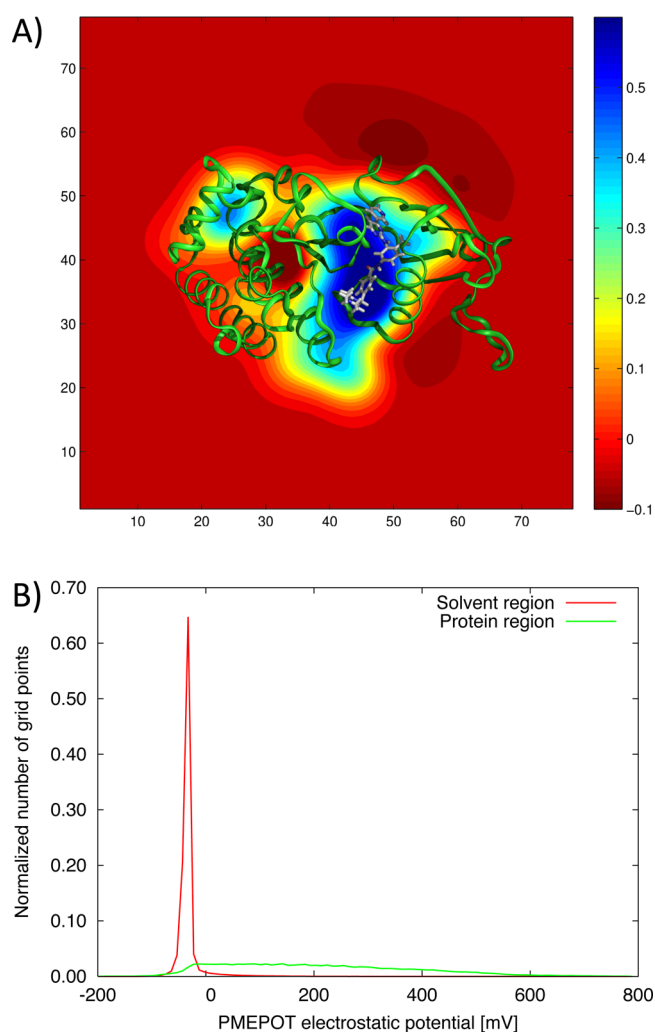 A)
70
60
50
40
30
20
10
10 20 30 40 50 60 70
0.5
0.4
0.3
0.2
0.1
0
−0.1
B)
0.70
0.60
0.50
0.40
0.30
0.20
0.10
0.00
Normalized number of grid points
Solvent region
Protein region
-200 0 200 400 600 800
PMEPOT electrostatic potential [mV]